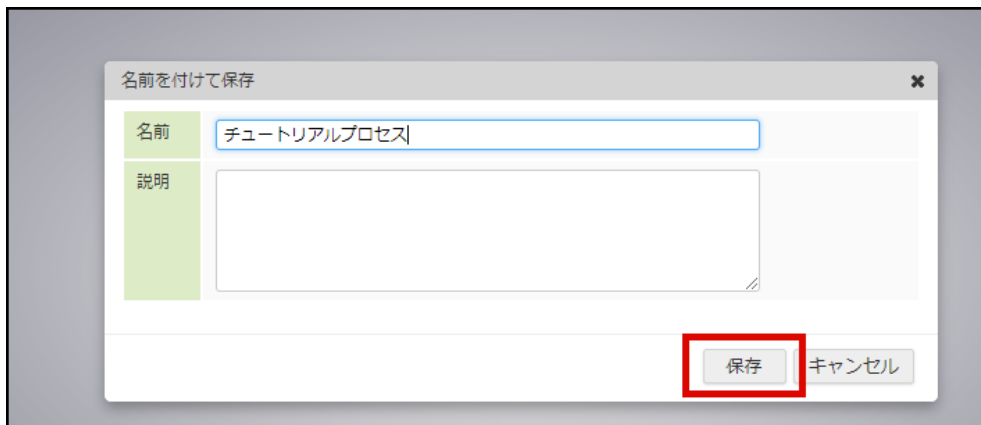 名前を付けて保存
名前
チュートリアルプロセス
説明
保存
キャンセル